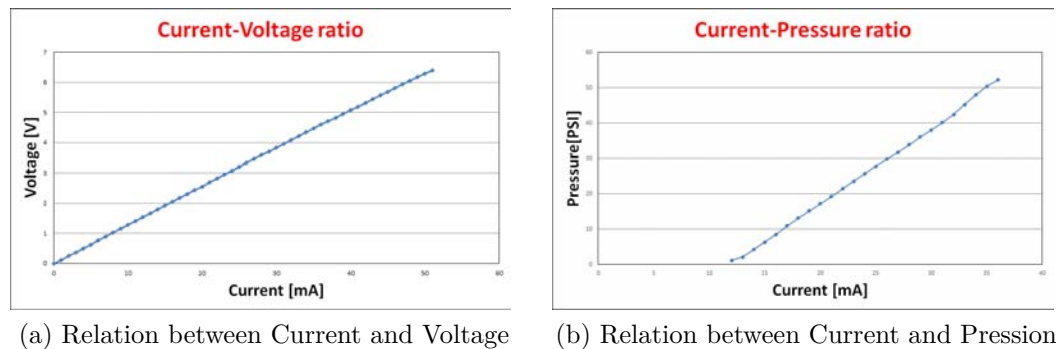 Current-Voltage ratio
7
6
5
4
3
2
1
0
Voltage [V]
0 10 20 30 40 50 60
Current [mA]
(a) Relation between Current and Voltage
Current-Pressure ratio
60
50
40
30
20
10
0
Pressure[PSI]
0 5 10 15 20 25 30 35 40
Current [mA]
(b) Relation between Current and Pression